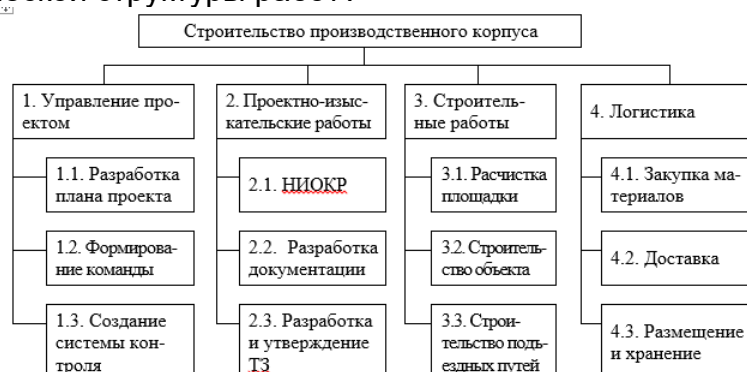 ской структуры работ.
Строительство производственного корпуса
1. Управление про-
ектом
2. Проектно-изыс-
кательские работы
3. Строитель-
ные работы
4. Логистика
1.1. Разработка
плана проекта
2.1. НИОКР
3.1. Расчистка
площадки
4.1. Закупка ма-
териалов
1.2. Формирова-
ние команды
2.2. Разработка
документации
3.2. Строитель-
ство объекта
4.2. Доставка
1.3. Создание
системы кон-
троля
2.3. Разработка
и утверждение
ТЗ
3.3. Строи-
тельство подъ-
ездных путей
4.3. Размещение
и хранение